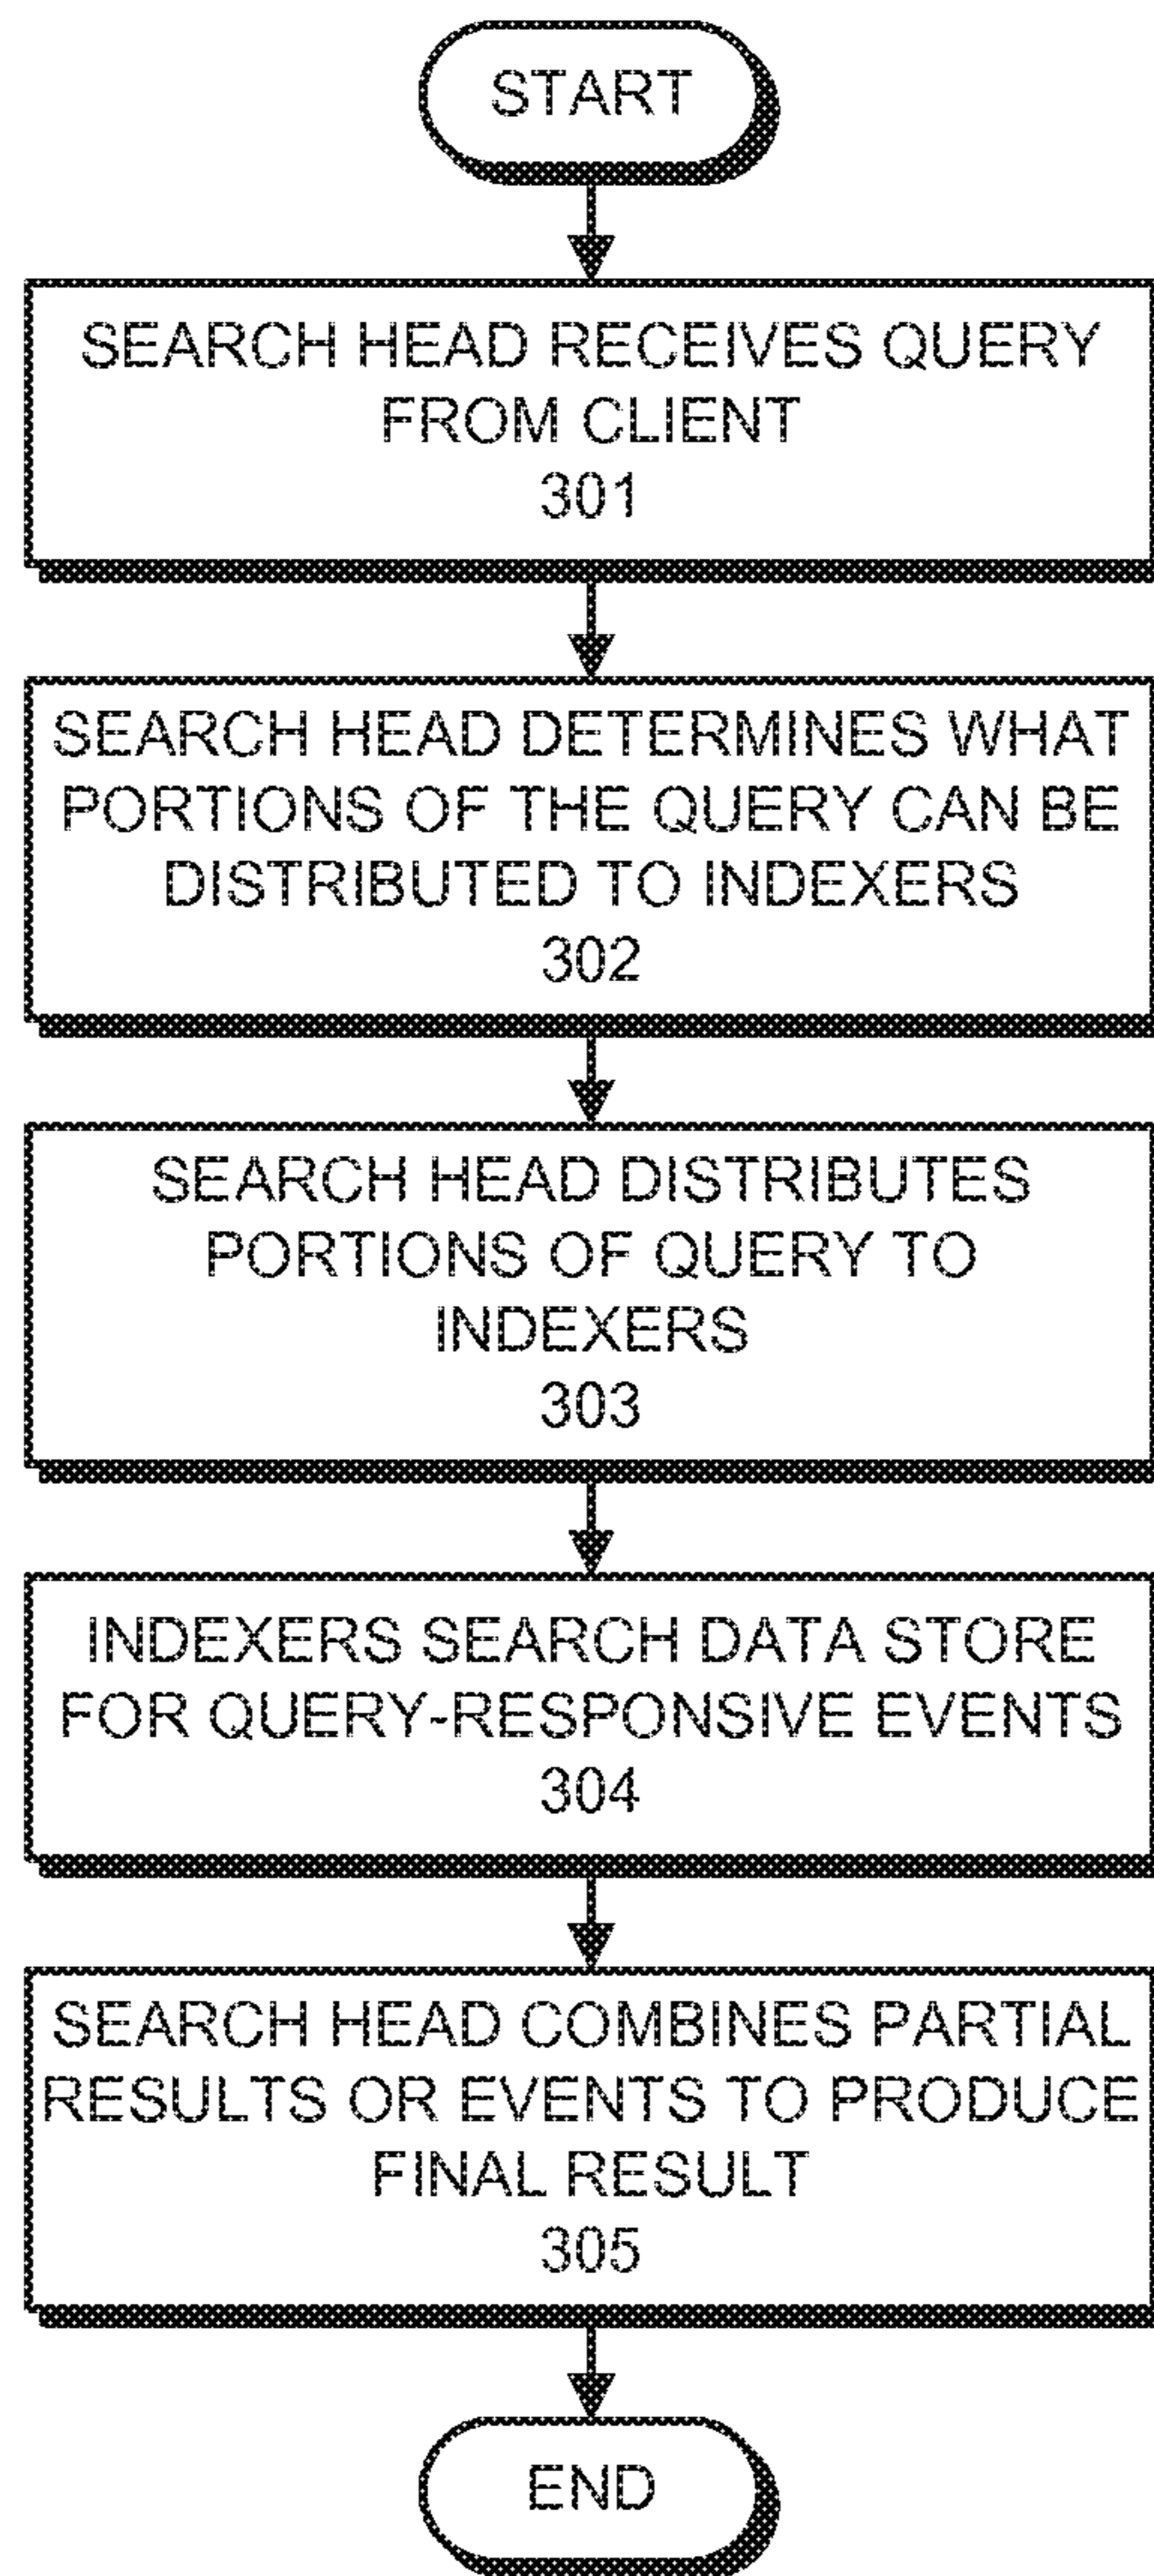 START
SEARCH HEAD RECEIVES QUERY
FROM CLIENT
301
SEARCH HEAD DETERMINES WHAT
PORTIONS OF THE QUERY CAN BE
DISTRIBUTED TO INDEXERS
302
SEARCH HEAD DISTRIBUTES
PORTIONS OF QUERY TO
INDEXERS
303
INDEXERS SEARCH DATA STORE
FOR QUERY-RESPONSIVE EVENTS
304
SEARCH HEAD COMBINES PARTIAL
RESULTS OR EVENTS TO PRODUCE
FINAL RESULT
305
END